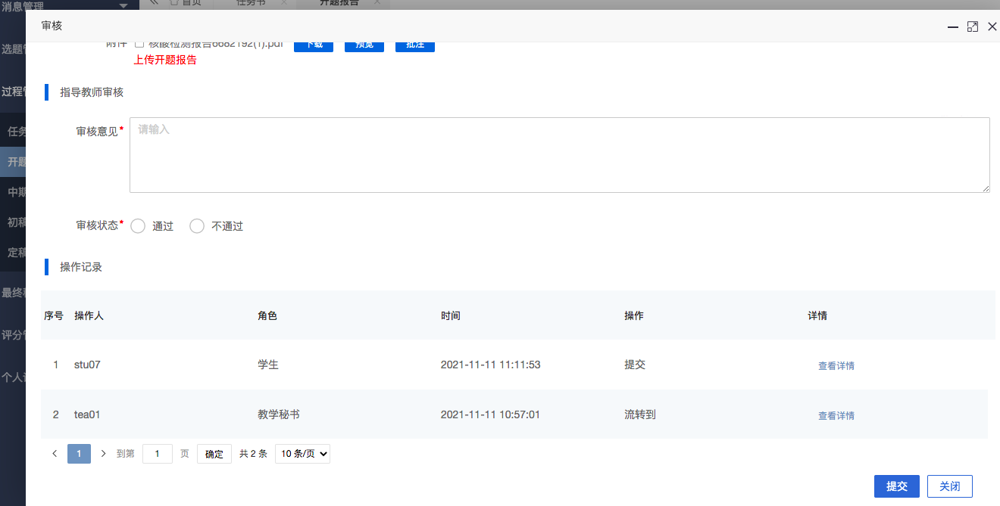 消息管理
首页 任务书 开题报告
审核
选题
附件 核酸检测报告6682192(1).pdf 下载 预览 批注
上传开题报告
过程
指导教师审核
任务
审核意见* 请输入
开题
中期
初稿
审核状态* 通过 不通过
定稿
操作记录
最终
序号 操作人 角色 时间 操作 详情
评分
1 stu07 学生 2021-11-11 11:11:53 提交 查看详情
个人
2 tea01 教学秘书 2021-11-11 10:57:01 流转到 查看详情
1 到第 1 页 确定 共 2 条 10 条/页
提交 关闭